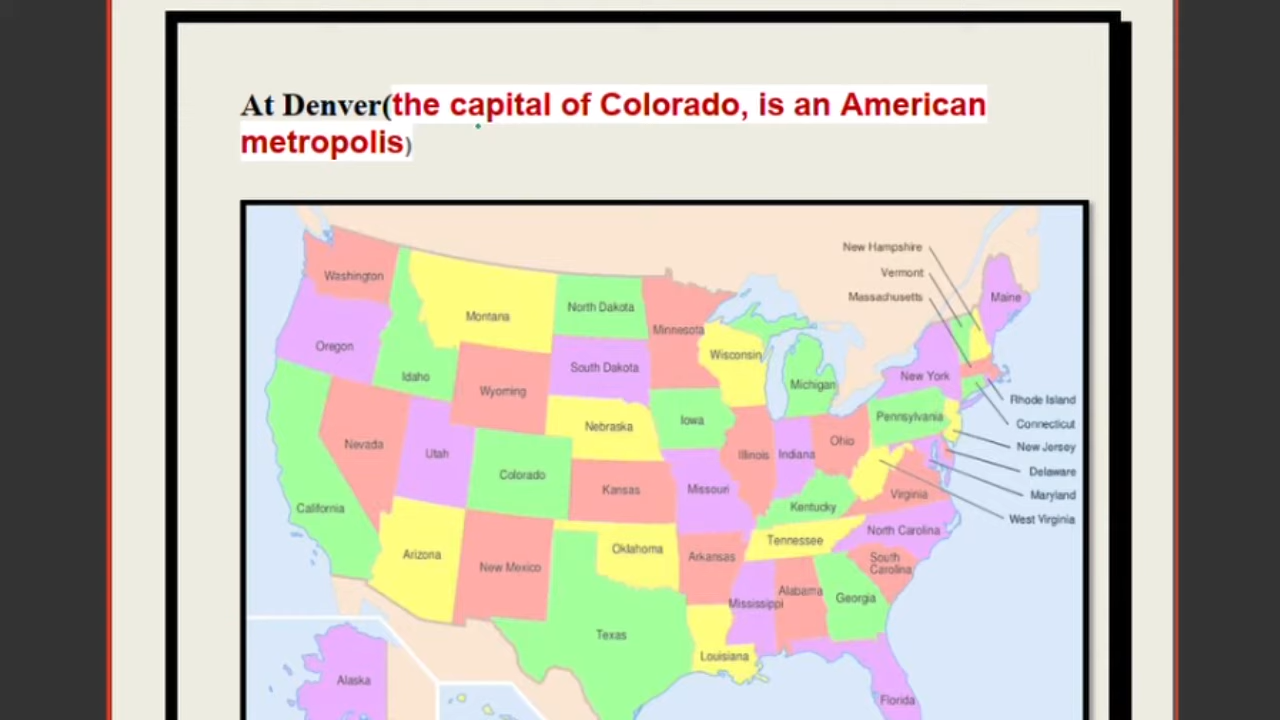 At Denver(the capital of Colorado, is an American
metropolis)
New Hampshire
Vermont
Massachusetts
Washington
Maine
Montana
North Dakota
Minnesota
Oregon
Idaho
Wisconsin
South Dakota
Michigan
New York
Wyoming
Rhode Island
Pennsylvania
Connecticut
Nebraska
Iowa
New Jersey
Nevada
Utah
Illinois
Indiana
Ohio
Colorado
Delaware
Kansas
Missouri
Maryland
Virginia
California
Kentucky
West Virginia
North Carolina
Tennessee
Arizona
New Mexico
Oklahoma
Arkansas
South
Carolina
Mississippi
Alabama
Georgia
Texas
Louisiana
Alaska
Florida